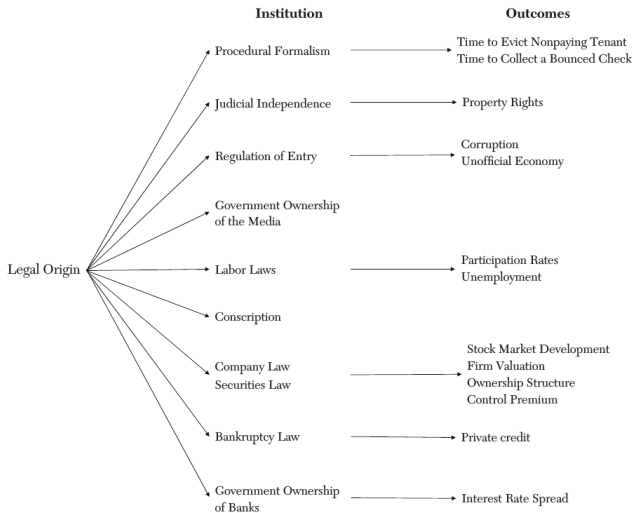 Institution
Outcomes
Procedural Formalism
Time to Evict Nonpaying Tenant
Time to Collect a Bounced Check
Judicial Independence
Property Rights
Regulation of Entry
Corruption
Unofficial Economy
Government Ownership
of the Media
Legal Origin
Labor Laws
Participation Rates
Unemployment
Conscription
Company Law
Securities Law
Stock Market Development
Firm Valuation
Ownership Structure
Control Premium
Bankruptcy Law
Private credit
Government Ownership
of Banks
Interest Rate Spread